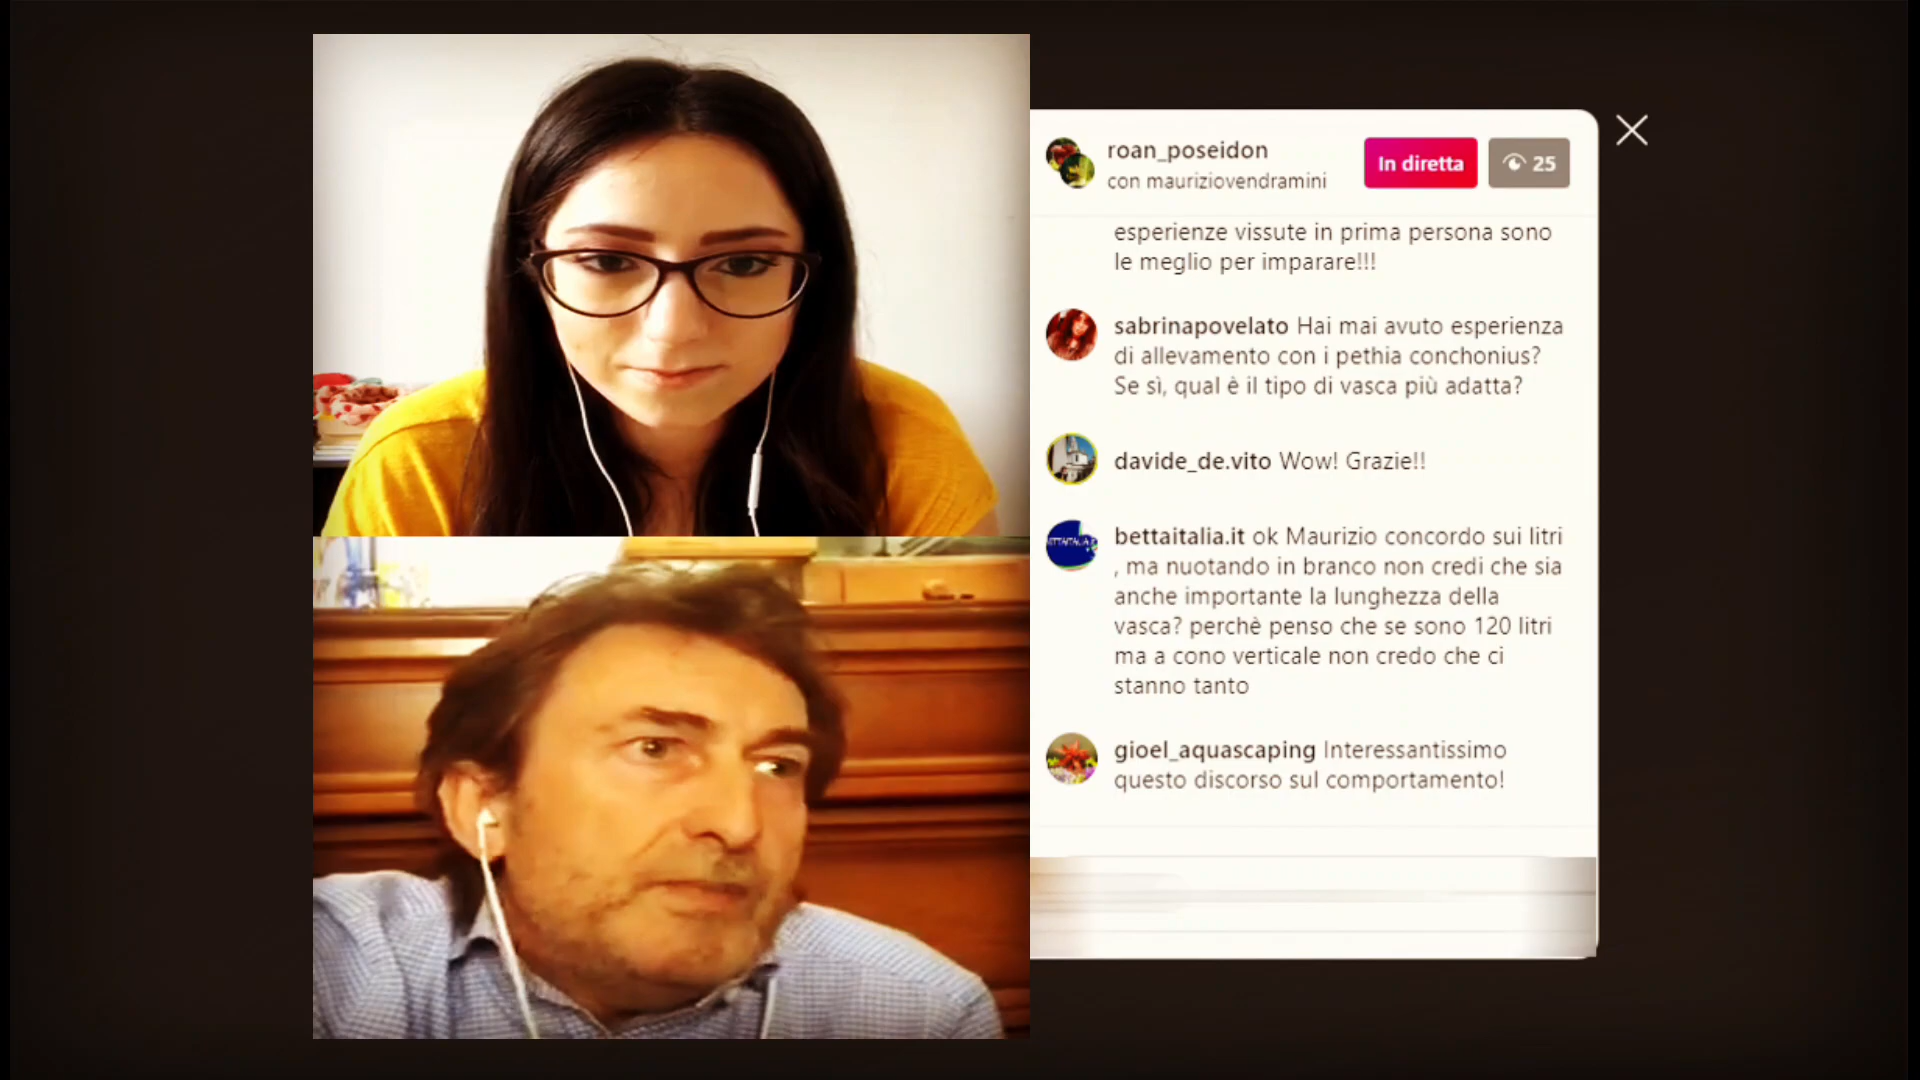 roan_poseidon
con mauriziovendramini
In diretta
25
esperienze vissute in prima persona sono
le meglio per imparare!!!
sabrinapovelato Hai mai avuto esperienza
di allevamento con i pethia conchonius?
Se sì, qual è il tipo di vasca più adatta?
davide_de.vito Wow! Grazie!!
bettaitalia.it ok Maurizio concordo sui litri
, ma nuotando in branco non credi che sia
anche importante la lunghezza della
vasca? perchè penso che se sono 120 litri
ma a cono verticale non credo che ci
stanno tanto
gioel_aquascaping Interessantissimo
questo discorso sul comportamento!